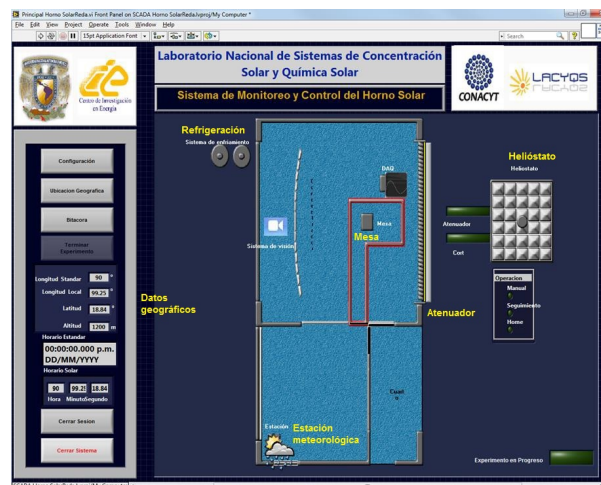 Principal Horno SolarReda.vi Front Panel on SCADA Horno SolarReda.lvproj/My Computer *
File Edit View Project Operate Tools Window Help
15pt Application Font
Search
Centro de Investigación
en Energía
Laboratorio Nacional de Sistemas de Concentración
Solar y Química Solar
Sistema de Monitoreo y Control del Horno Solar
CONACYT
LACYQS
Configuración
Ubicacion Geografica
Bitacora
Terminar
Experimento
Longitud Standar 90 °
Longitud Local 99.25 °
Latitud 18.84 °
Altitud 1200 m
Horario Estandar
00:00:00.000 p.m.
DD/MM/YYYY
Horario Solar
90 99.25 18.84
Hora Minuto Segundo
Cerrar Sesion
Cerrar Sistema
Datos
geográficos
Refrigeración
Sistema de enfriamiento
DAQ
Sistema de visión
Mesa
Mesa
Atenuador
Cort
Atenuador
Helióstato
Heliostato
Operacion
Manual
Seguimiento
Home
Estación
Estación
meteorológica
Experimento en Progreso